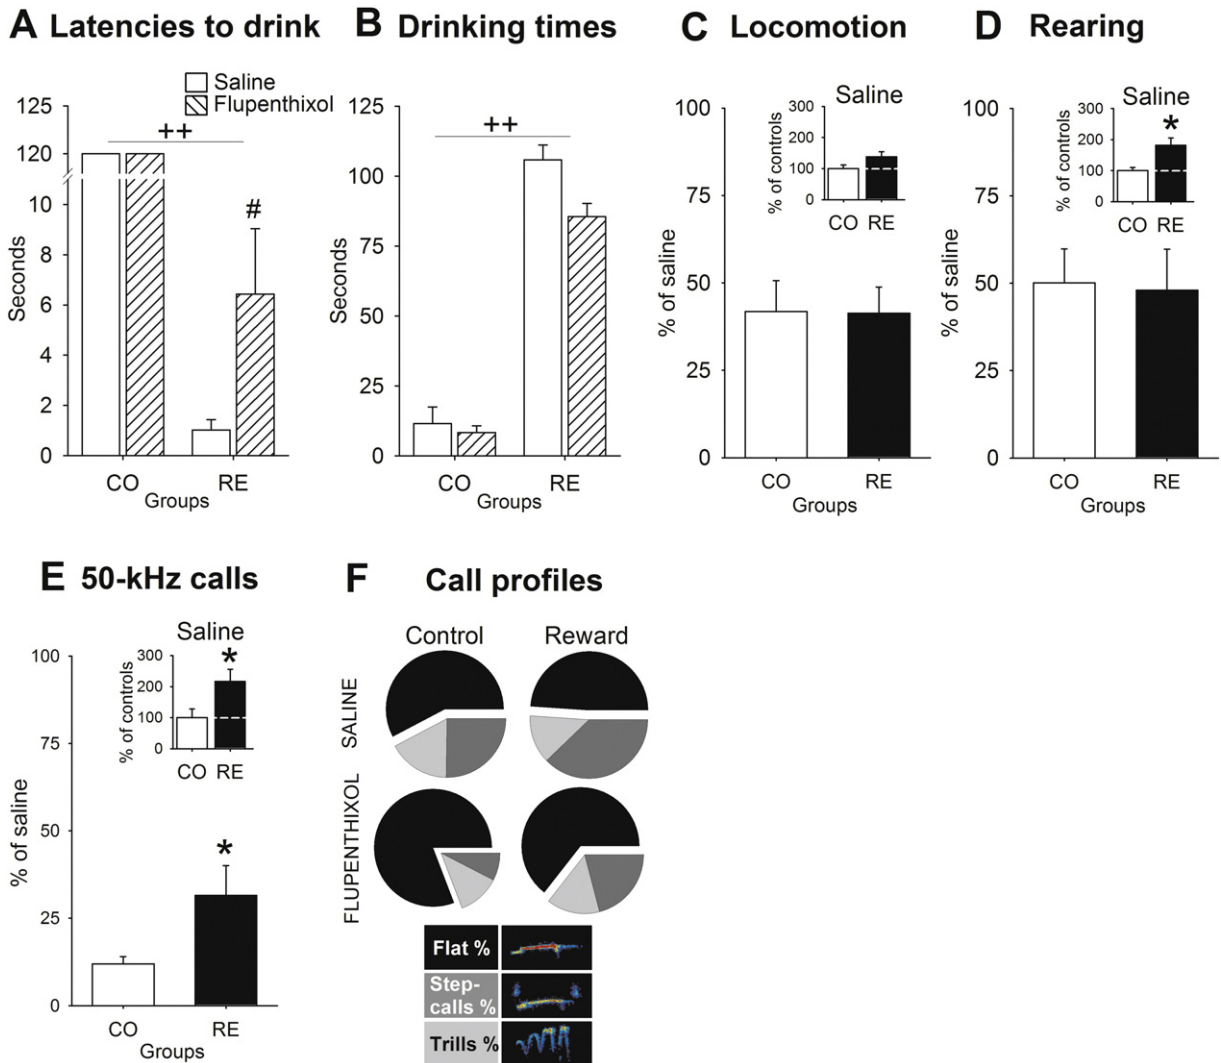 A Latencies to drink
Saline
Flupenthixol
125
120
10
8
6
4
2
0
++
#
Seconds
CO RE
Groups
B Drinking times
125
100
75
50
25
0
++
Seconds
CO RE
Groups
C Locomotion
100
75
50
25
0
% of saline
Saline
300
200
100
0
% of controls
CO RE
CO RE
Groups
D Rearing
100
75
50
25
0
% of saline
Saline
300
200
100
0
% of controls
*
CO RE
CO RE
Groups
E 50-kHz calls
100
75
50
25
0
% of saline
Saline
300
200
100
0
% of controls
*
CO RE
*
CO RE
Groups
F Call profiles
Control Reward
SALINE
FLUPENTHIXOL
Flat %
Step-
calls %
Trills %